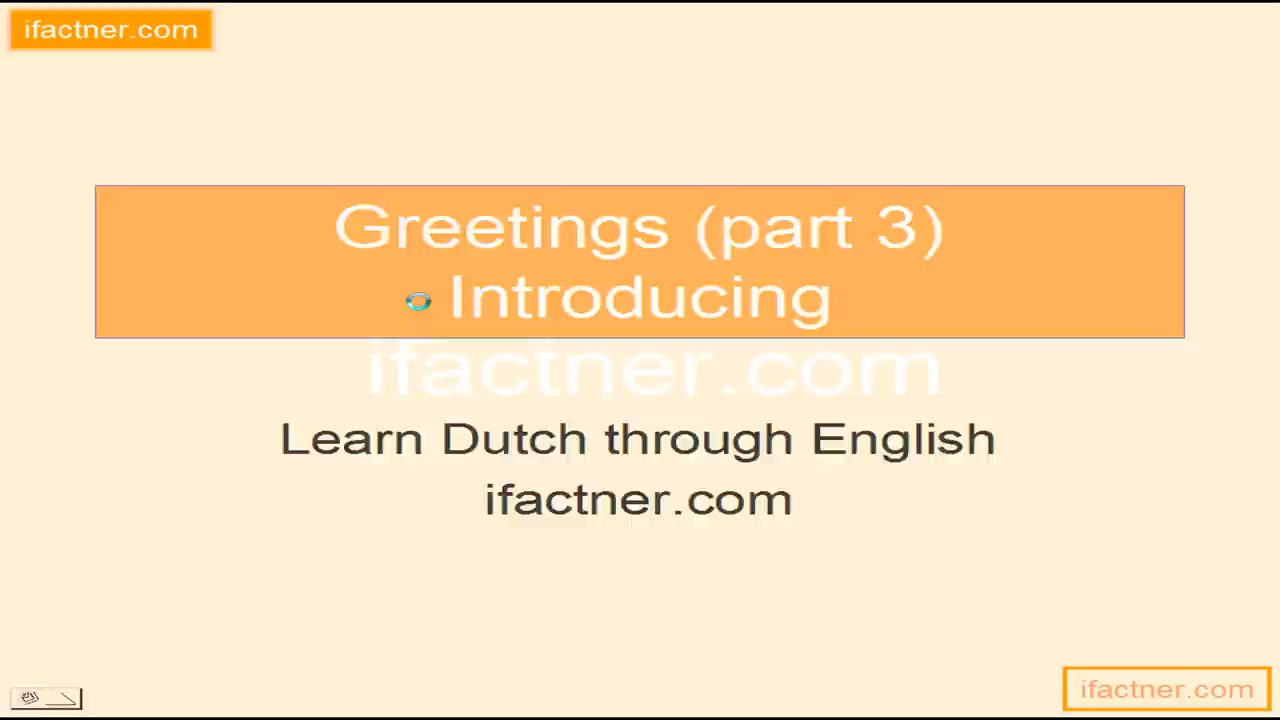 ifactner.com
Greetings (part 3)
Introducing
ifactner.com
Learn Dutch through English
ifactner.com
ifactner.com